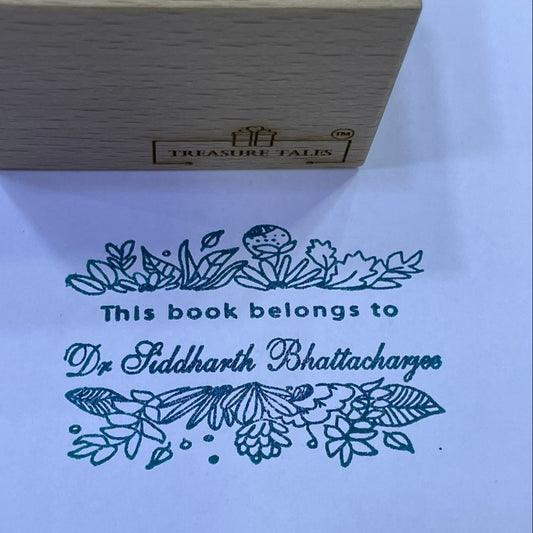 TREASURE TALES
TM
This book belongs to
Dr Siddharth Bhattacharjee